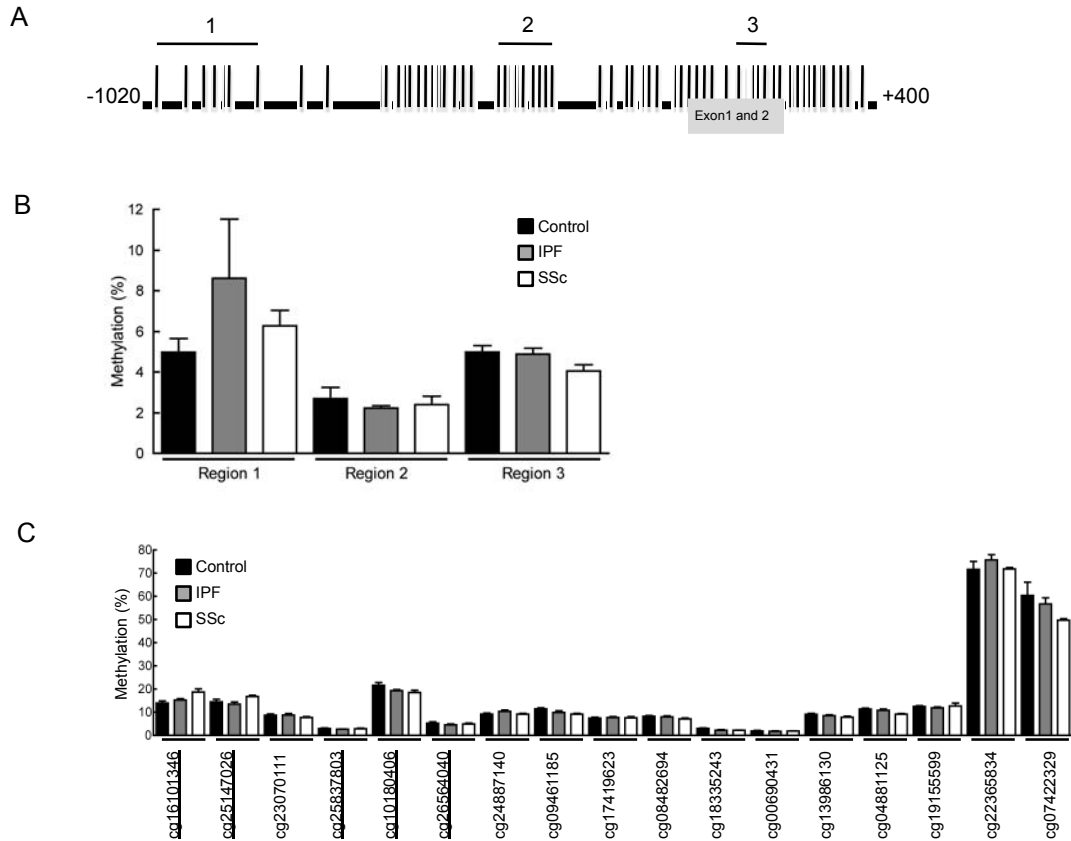 A
1
2
3
-1020
+400
Exon1 and 2
B
12
10
8
6
4
2
0
Methylation (%)
Control
IPF
SSc
Region 1
Region 2
Region 3
C
80
70
60
50
40
30
20
10
0
Methylation (%)
Control
IPF
SSc
cg16101346
cg25147026
cg23070111
cg25837803
cg10180406
cg26564040
cg24887140
cg09461185
cg17419623
cg08482694
cg18335243
cg00690431
cg13986130
cg04881125
cg19155599
cg22365834
cg07422329